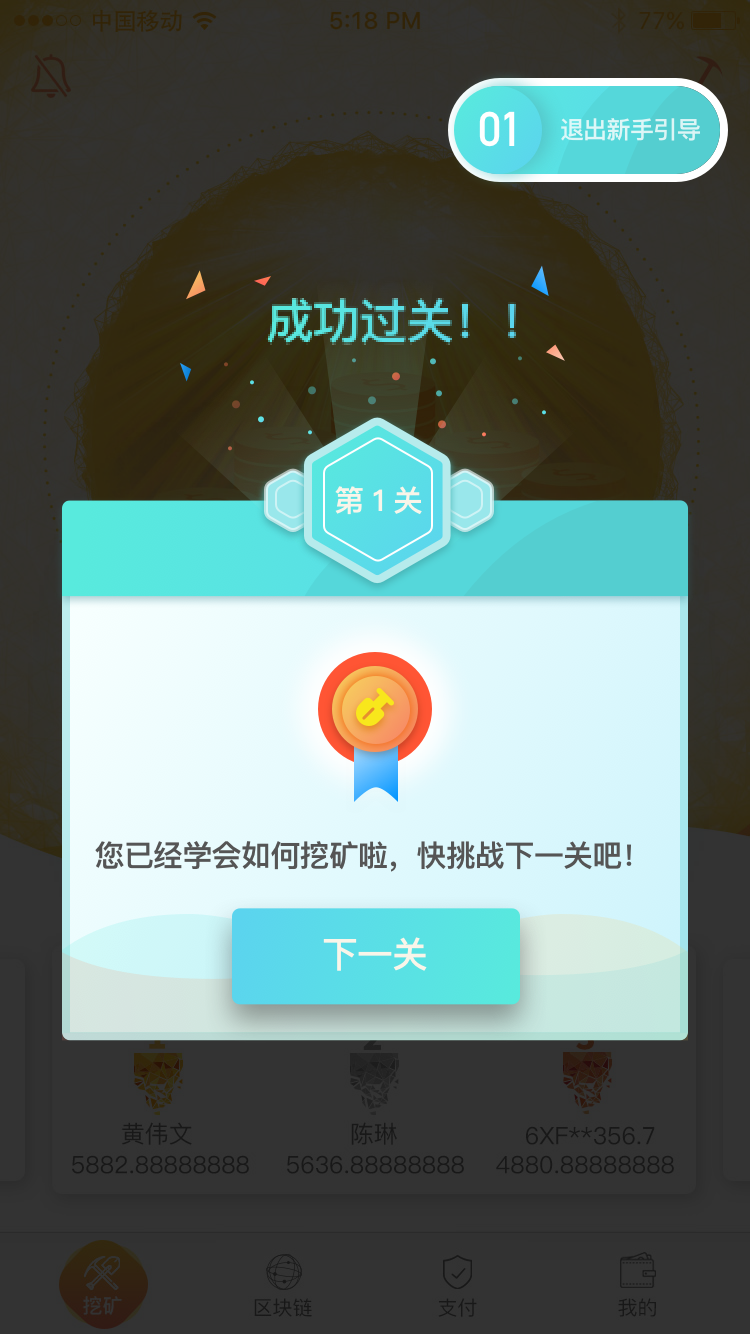 中国移动 5:18 PM 77%
01 退出新手引导
成功过关！！
第 1 关
您已经学会如何挖矿啦，快挑战下一关吧！
下一关
1 2 3
黄伟文 陈琳 6XF**356.7
5882.88888888 5636.88888888 4880.88888888
挖矿 区块链 支付 我的